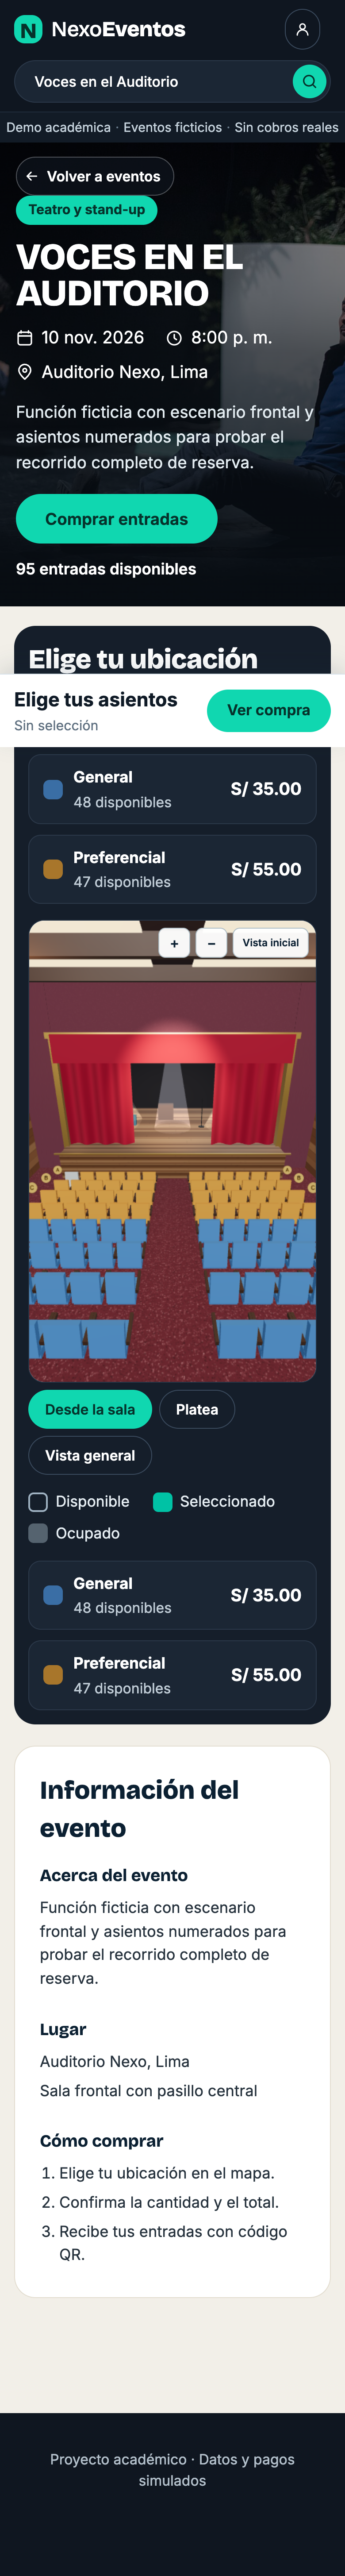 N NexoEventos
Voces en el Auditorio
Demo académica · Eventos ficticios · Sin cobros reales
← Volver a eventos
Teatro y stand-up
VOCES EN EL
AUDITORIO
10 nov. 2026 8:00 p. m.
Auditorio Nexo, Lima
Función ficticia con escenario frontal y
asientos numerados para probar el
recorrido completo de reserva.
Comprar entradas
95 entradas disponibles
Elige tu ubicación
Elige tus asientos
Sin selección
Ver compra
General
48 disponibles
S/ 35.00
Preferencial
47 disponibles
S/ 55.00
+ − Vista inicial
Desde la sala
Platea
Vista general
Disponible
Seleccionado
Ocupado
General
48 disponibles
S/ 35.00
Preferencial
47 disponibles
S/ 55.00
Información del
evento
Acerca del evento
Función ficticia con escenario
frontal y asientos numerados para
probar el recorrido completo de
reserva.
Lugar
Auditorio Nexo, Lima
Sala frontal con pasillo central
Cómo comprar
1. Elige tu ubicación en el mapa.
2. Confirma la cantidad y el total.
3. Recibe tus entradas con código
QR.
Proyecto académico · Datos y pagos
simulados